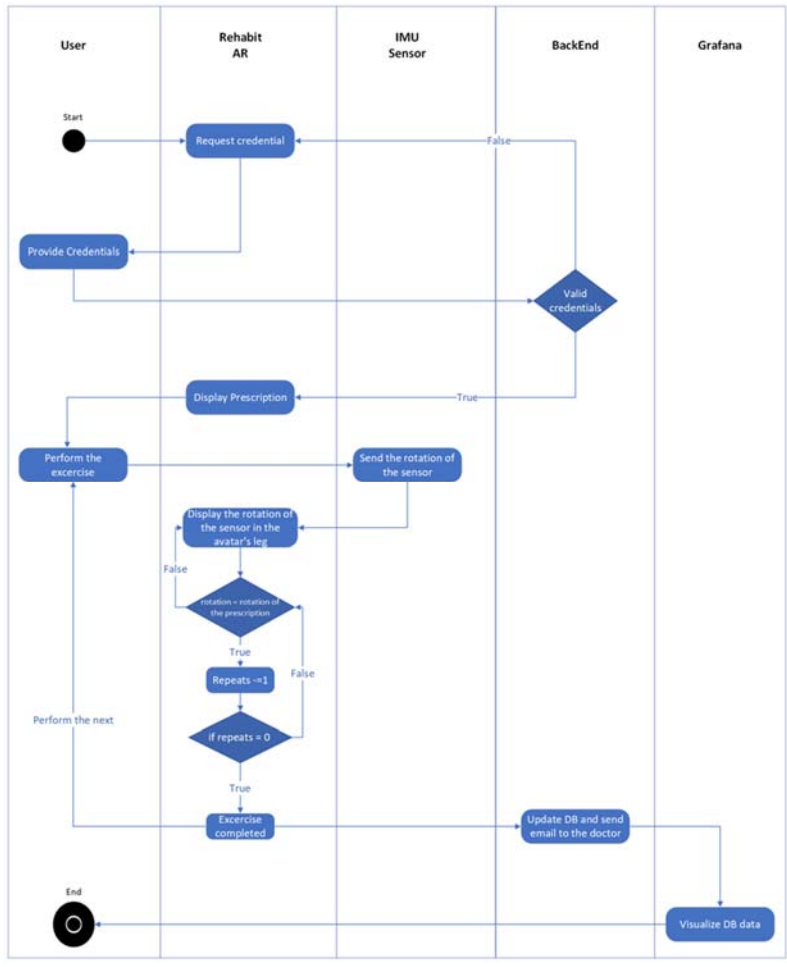 User
Rehabit
AR
IMU
Sensor
BackEnd
Grafana
Start
Request credential
False
Provide Credentials
Valid
credentials
Display Prescription
True
Perform the
excercise
Send the rotation of
the sensor
Display the rotation of
the sensor in the
avatar's leg
False
rotation = rotation of
the prescription
True
False
Repeats -=1
Perform the next
if repeats = 0
True
Excercise
completed
Update DB and send
email to the doctor
End
Visualize DB data